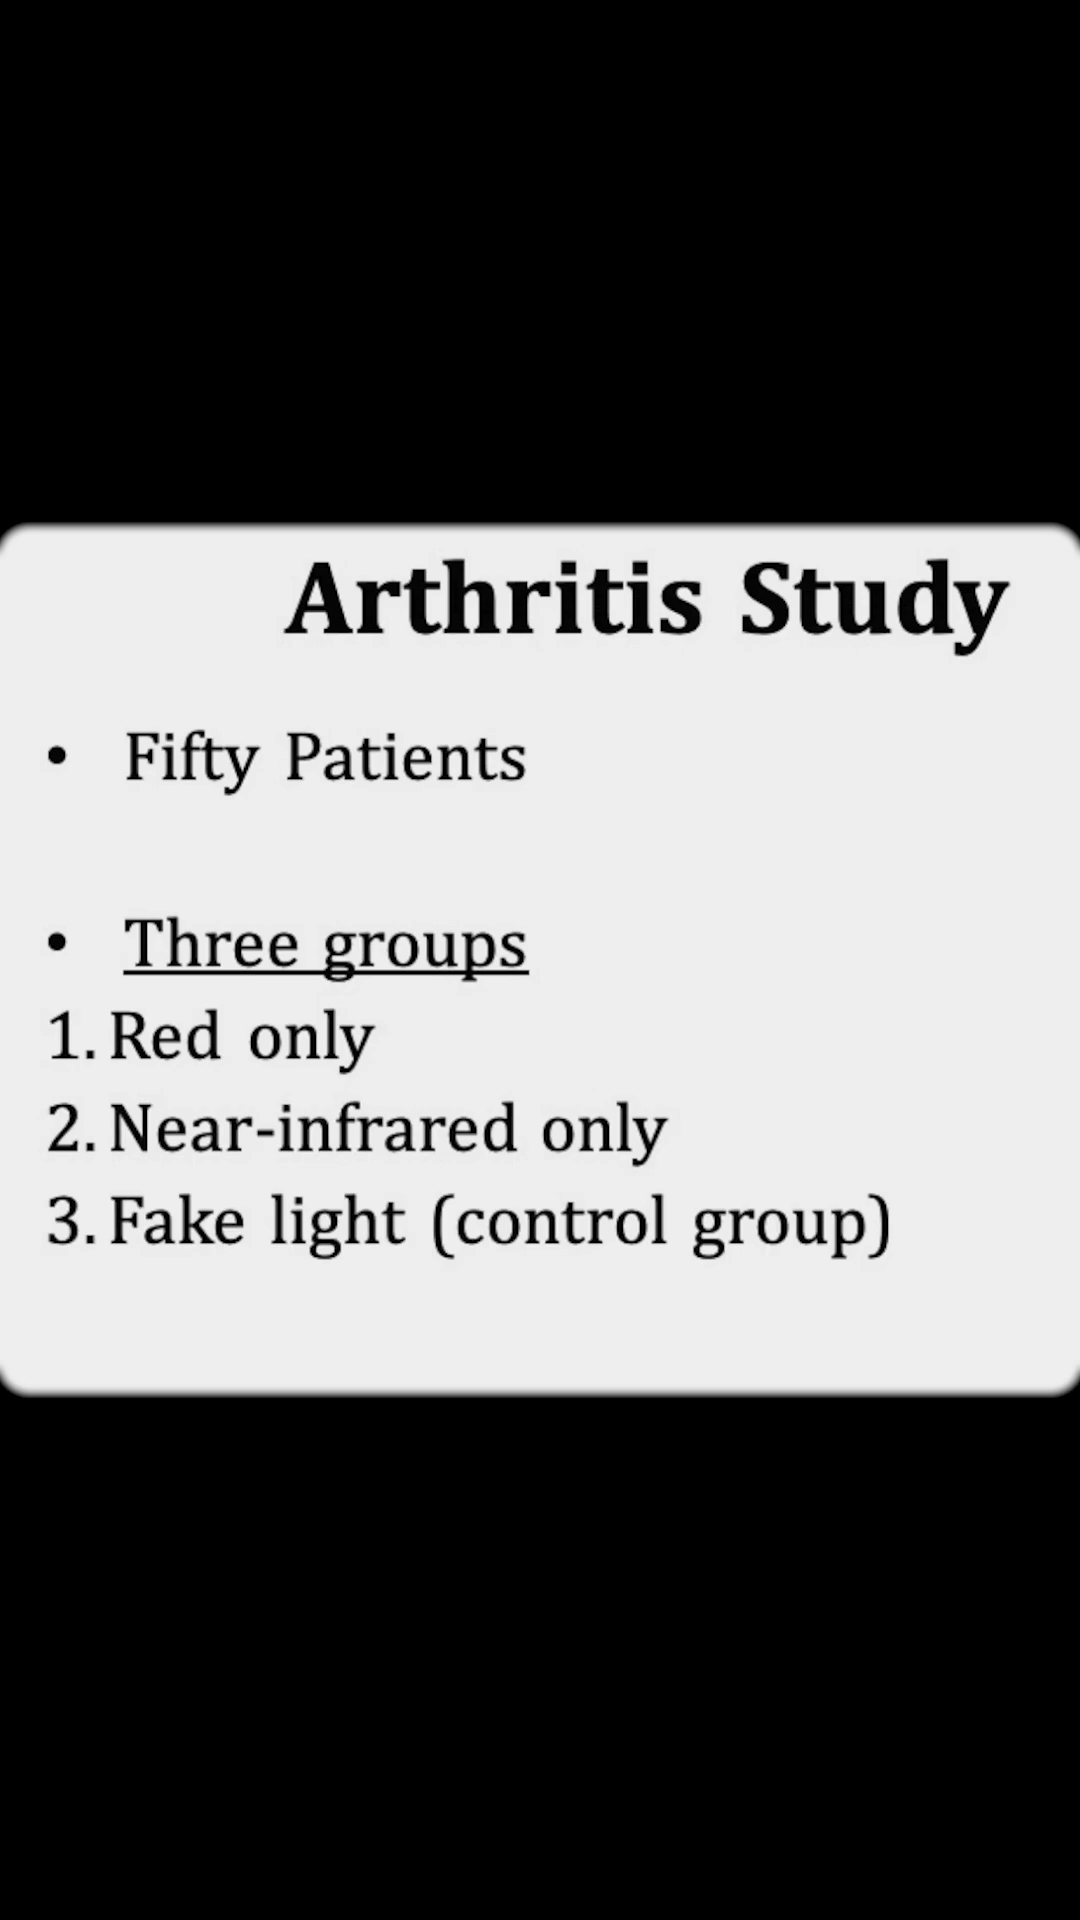 Arthritis Study
• Fifty Patients
• Three groups
1. Red only
2. Near-infrared only
3. Fake light (control group)